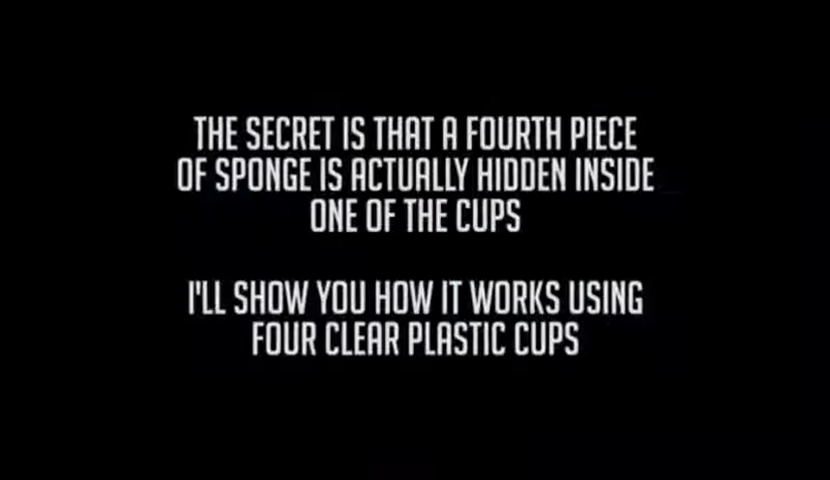 THE SECRET IS THAT A FOURTH PIECE
OF SPONGE IS ACTUALLY HIDDEN INSIDE
ONE OF THE CUPS
I'LL SHOW YOU HOW IT WORKS USING
FOUR CLEAR PLASTIC CUPS